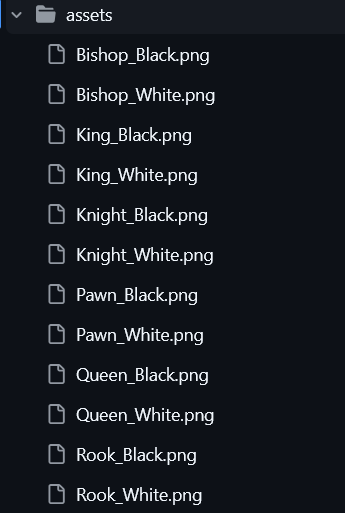 assets
Bishop_Black.png
Bishop_White.png
King_Black.png
King_White.png
Knight_Black.png
Knight_White.png
Pawn_Black.png
Pawn_White.png
Queen_Black.png
Queen_White.png
Rook_Black.png
Rook_White.png